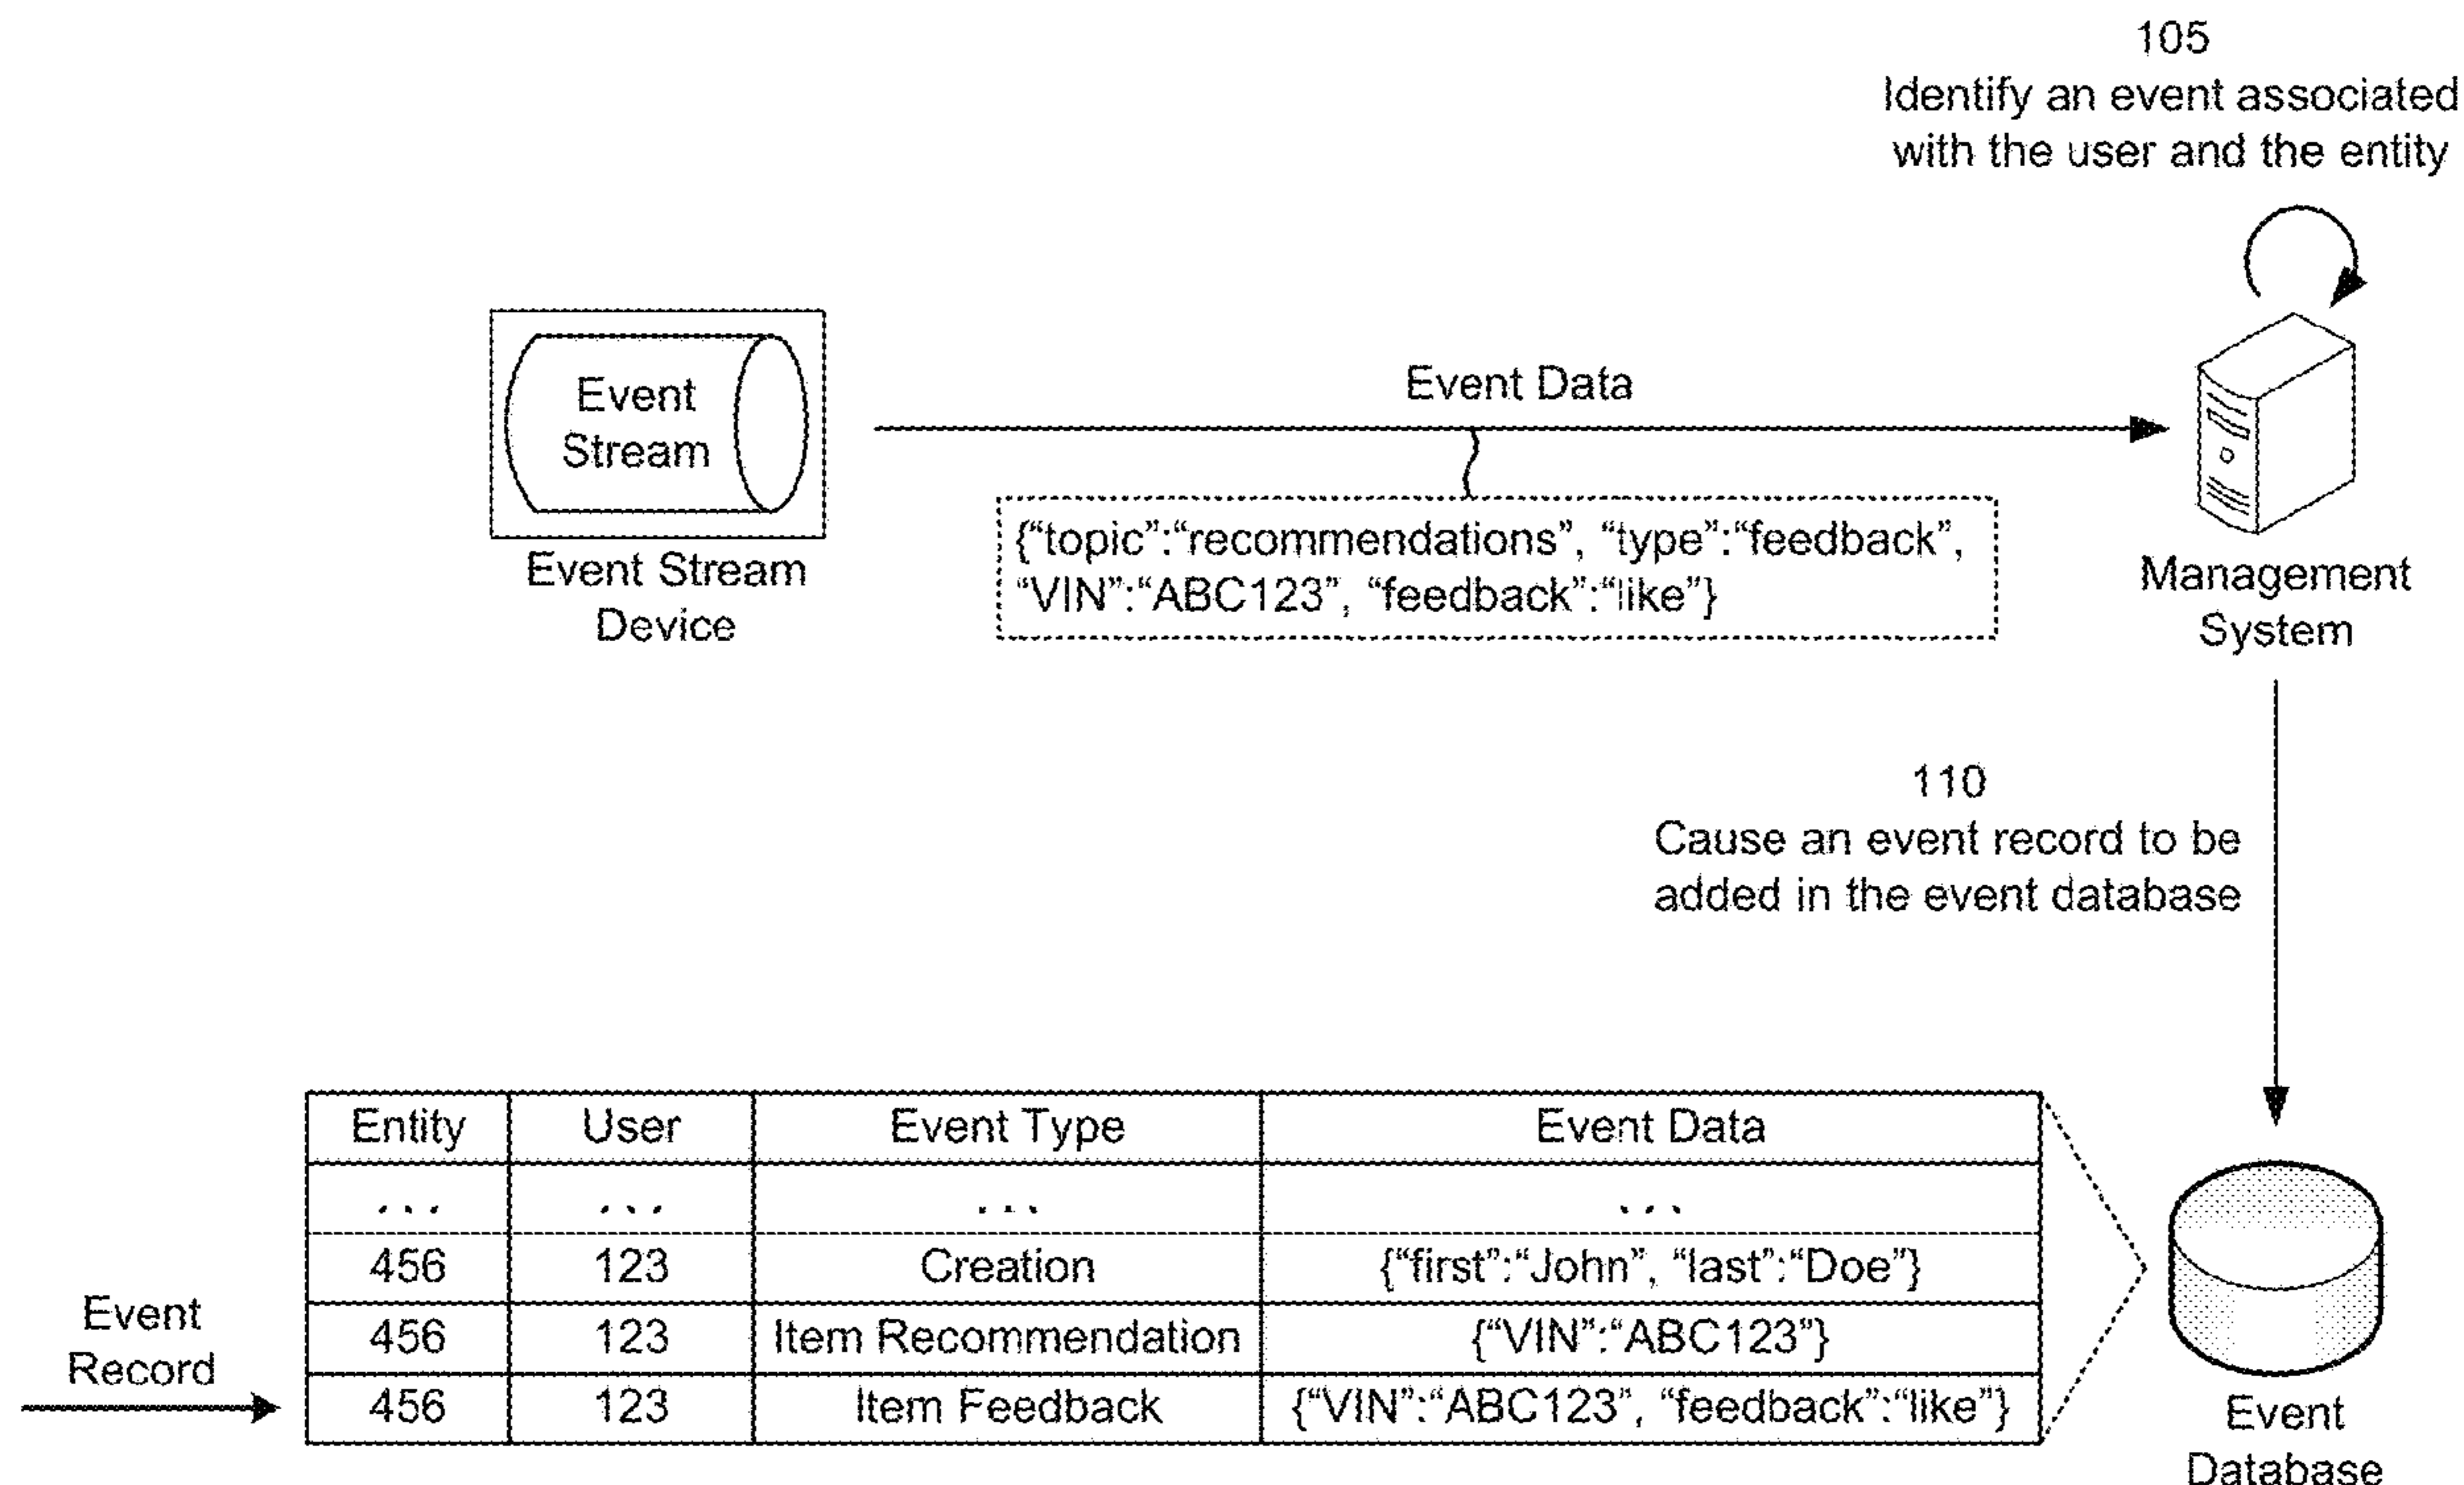 105
Identify an event associated
with the user and the entity
Event
Stream
Event Data
{“topic”:“recommendations”, “type”:“feedback”,
“VIN”:“ABC123”, “feedback”:“like”}
Event Stream
Device
Management
System
110
Cause an event record to be
added in the event database
Entity User Event Type Event Data
... ... ... ...
456 123 Creation {“first”:“John”, “last”:“Doe”}
456 123 Item Recommendation {“VIN”:“ABC123”}
456 123 Item Feedback {“VIN”:“ABC123”, “feedback”:“like”}
Event
Record
Event
Database